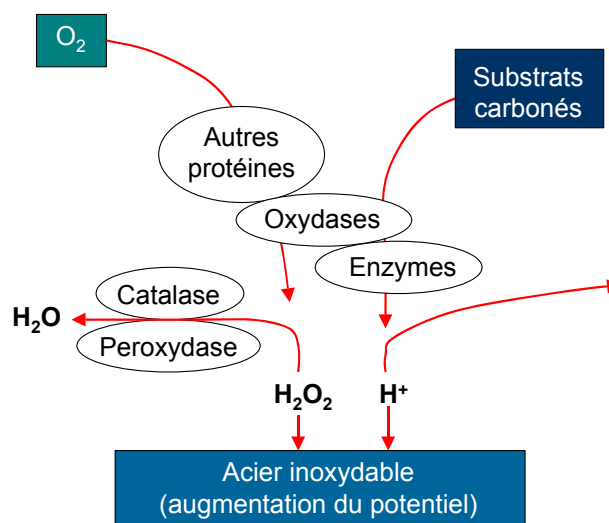 O₂
Substrats
carbonés
Autres
protéines
Oxydases
Enzymes
Catalase
H₂O
Peroxydase
H₂O₂
H⁺
Acier inoxydable
(augmentation du potentiel)